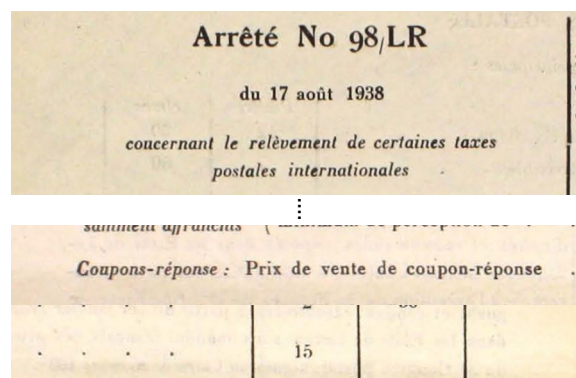 Arrêté No 98/LR
du 17 août 1938
concernant le relèvement de certaines taxes
postales internationales
Coupons-réponse : Prix de vente de coupon-réponse .
. . . . 15